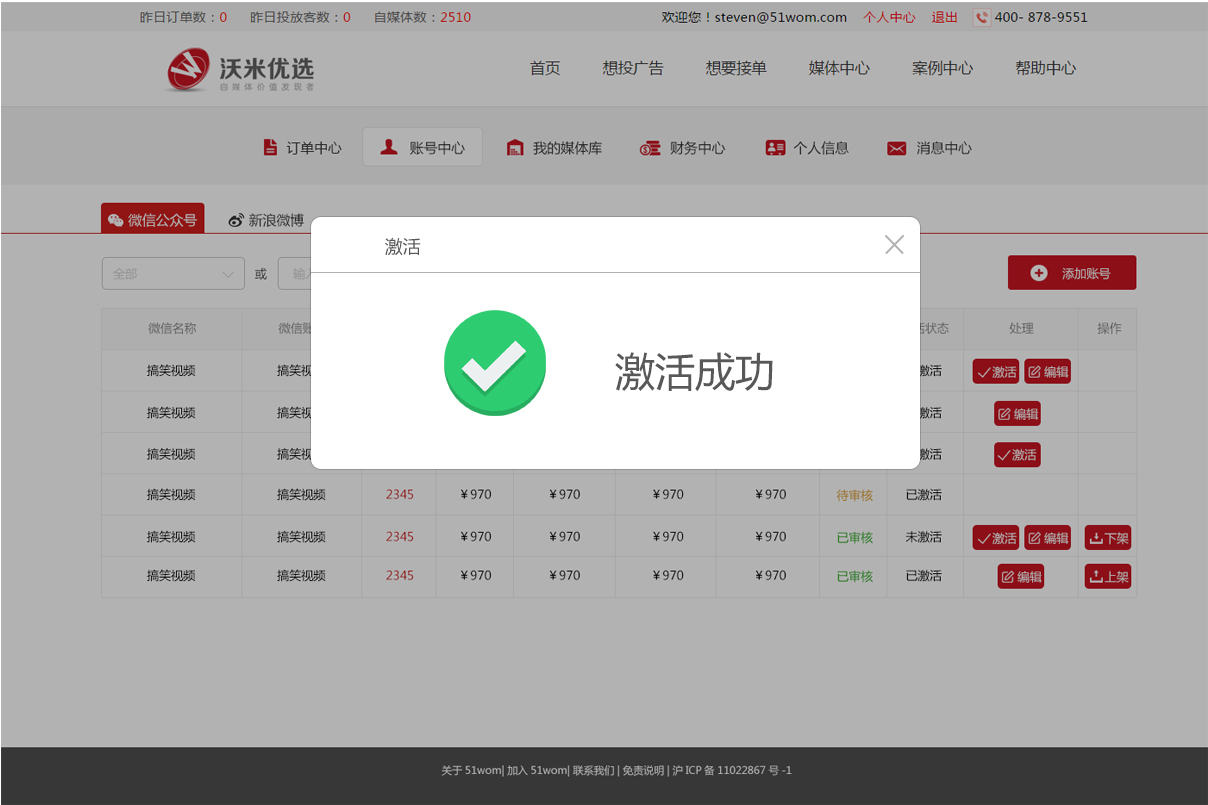 昨日订单数：0 昨日投放客数：0 自媒体数：2510 欢迎您！steven@51wom.com 个人中心 退出 400- 878-9551
沃米优选
自媒体价值发现者
首页 想投广告 想要接单 媒体中心 案例中心 帮助中心
订单中心 账号中心 我的媒体库 财务中心 个人信息 消息中心
微信公众号 新浪微博
激活
全部 或 输 添加账号
微信名称 微信账 状态 处理 操作
激活成功
搞笑视频 搞笑视 激活 激活 编辑
搞笑视频 搞笑视 激活 编辑
搞笑视频 搞笑视 激活 激活
搞笑视频 搞笑视频 2345 ￥970 ￥970 ￥970 ￥970 待审核 已激活
搞笑视频 搞笑视频 2345 ￥970 ￥970 ￥970 ￥970 已审核 未激活 激活 编辑 下架
搞笑视频 搞笑视频 2345 ￥970 ￥970 ￥970 ￥970 已审核 已激活 编辑 上架
关于 51wom| 加入 51wom| 联系我们 | 免责说明 | 沪 ICP 备 11022867 号 -1